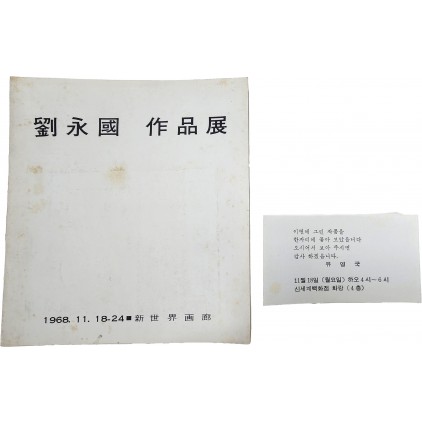 劉永國 作品展
1968. 11. 18-24■新世界画廊
이번에 그린 작품을
한자리에 모아 보았읍니다
오시어서 보아 주시면
감사 하겠읍니다.
유 영 국
11월 18일 (월요일) 하오 4시~6시
신세계백화점 화랑 (4층)